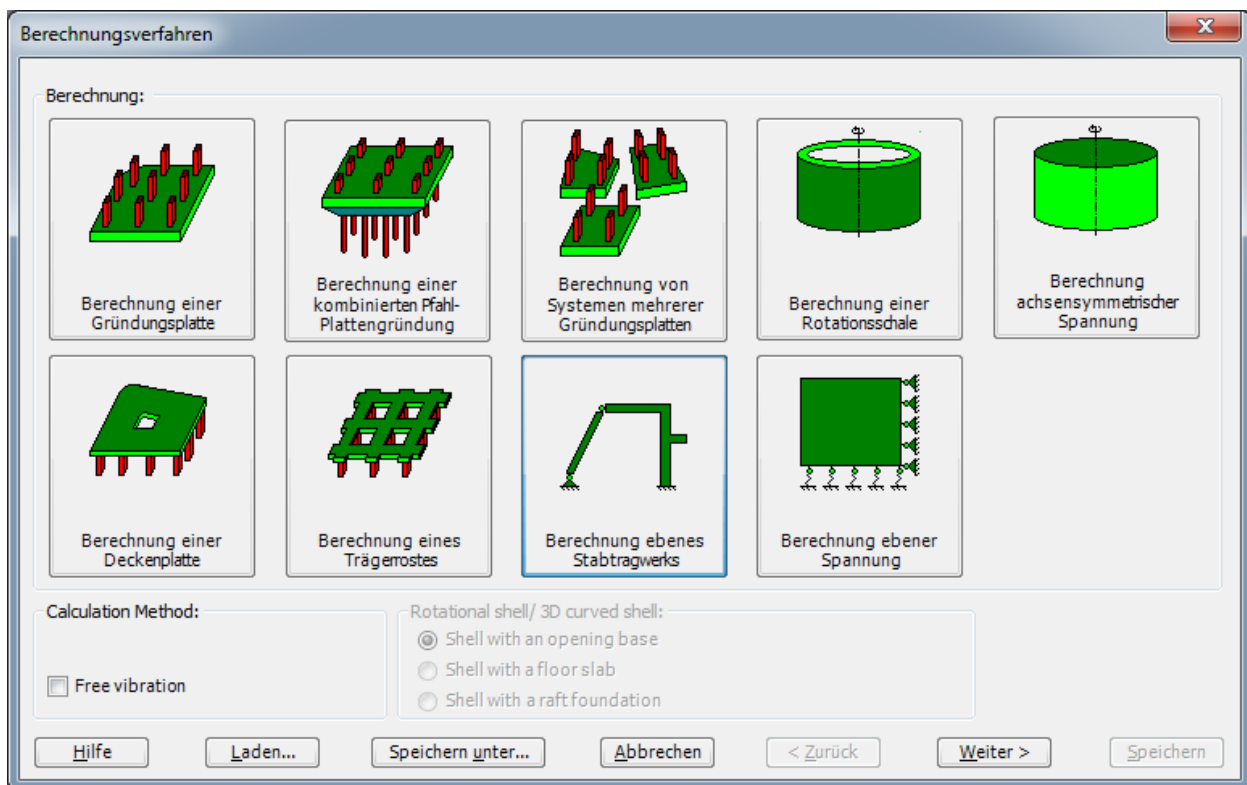 Berechnungsverfahren
Berechnung:
Berechnung einer
Gründungsplatte
Berechnung einer
kombinierten Pfahl-
Plattengründung
Berechnung von
Systemen mehrerer
Gründungsplatten
Berechnung einer
Rotationsschale
Berechnung
achsensymmetrischer
Spannung
Berechnung einer
Deckenplatte
Berechnung eines
Trägerrostes
Berechnung ebenes
Stabtragwerks
Berechnung ebener
Spannung
Calculation Method:
Free vibration
Rotational shell/ 3D curved shell:
Shell with an opening base
Shell with a floor slab
Shell with a raft foundation
Hilfe
Laden...
Speichern unter...
Abbrechen
< Zurück
Weiter >
Speichern